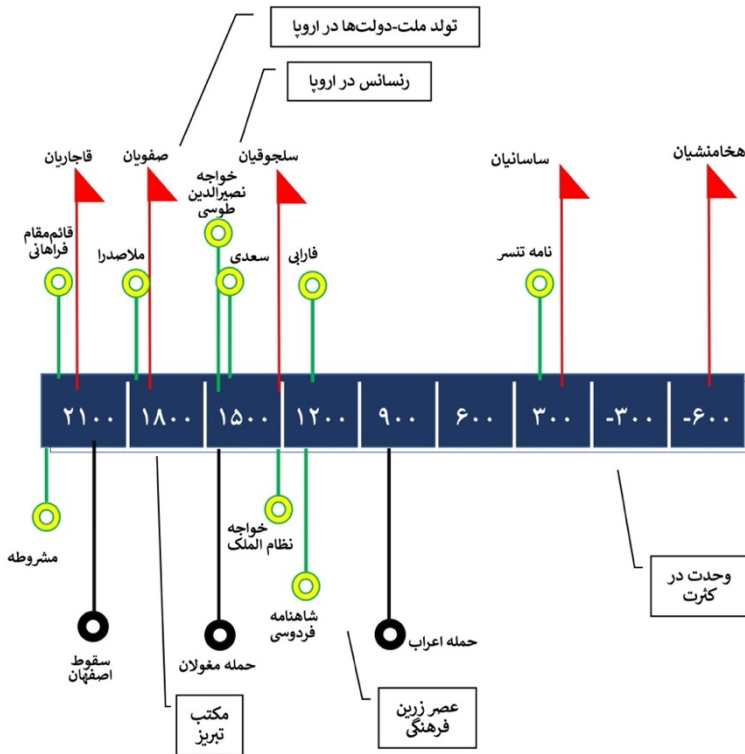 تولد ملت-دولت‌ها در اروپا
رنسانس در اروپا
هخامنشیان
ساسانیان
سلجوقیان
صفویان
قاجاریان
خواجه
نصیرالدین
طوسی
نامه تنسر
فارابی
سعدی
ملاصدرا
قائم‌مقام
فراهانی
-۶۰۰
-۳۰۰
۳۰۰
۶۰۰
۹۰۰
۱۲۰۰
۱۵۰۰
۱۸۰۰
۲۱۰۰
خواجه
نظام الملک
مشروطه
وحدت در
کثرت
شاهنامه
فردوسی
حمله اعراب
حمله مغولان
سقوط
اصفهان
عصر زرین
فرهنگی
مکتب
تبریز